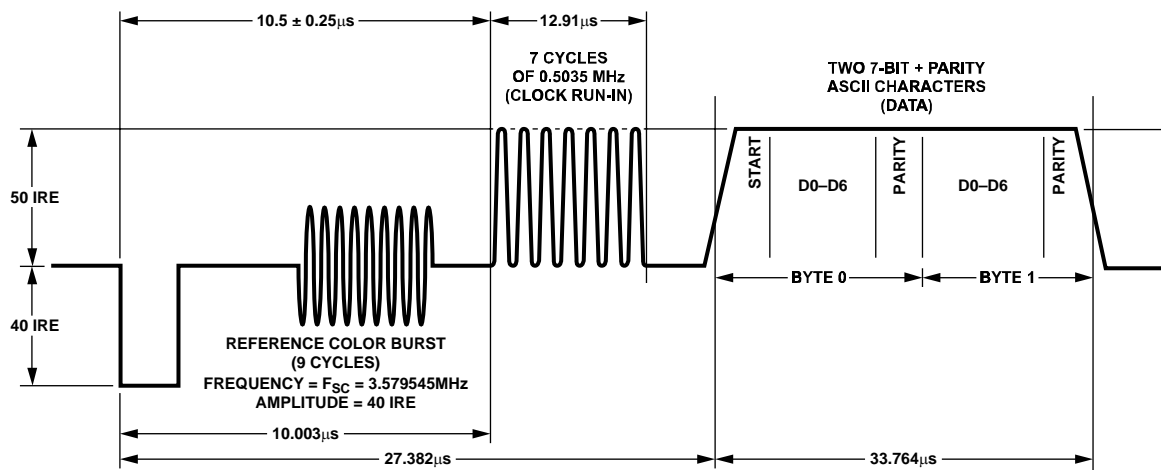 10.5 ± 0.25μs
12.91μs
7 CYCLES
OF 0.5035 MHz
(CLOCK RUN-IN)
TWO 7-BIT + PARITY
ASCII CHARACTERS
(DATA)
50 IRE
40 IRE
START
D0–D6
PARITY
D0–D6
PARITY
BYTE 0
BYTE 1
REFERENCE COLOR BURST
(9 CYCLES)
FREQUENCY = FSC = 3.579545MHz
AMPLITUDE = 40 IRE
10.003μs
27.382μs
33.764μs